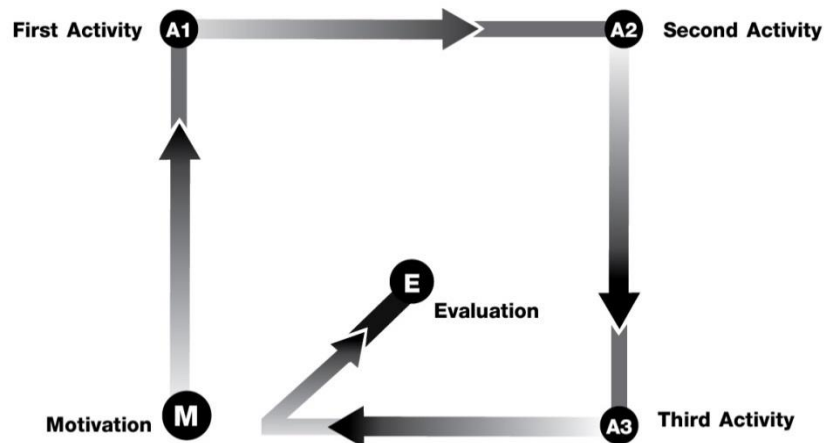 First Activity A1
A2 Second Activity
E
Evaluation
Motivation M
A3 Third Activity